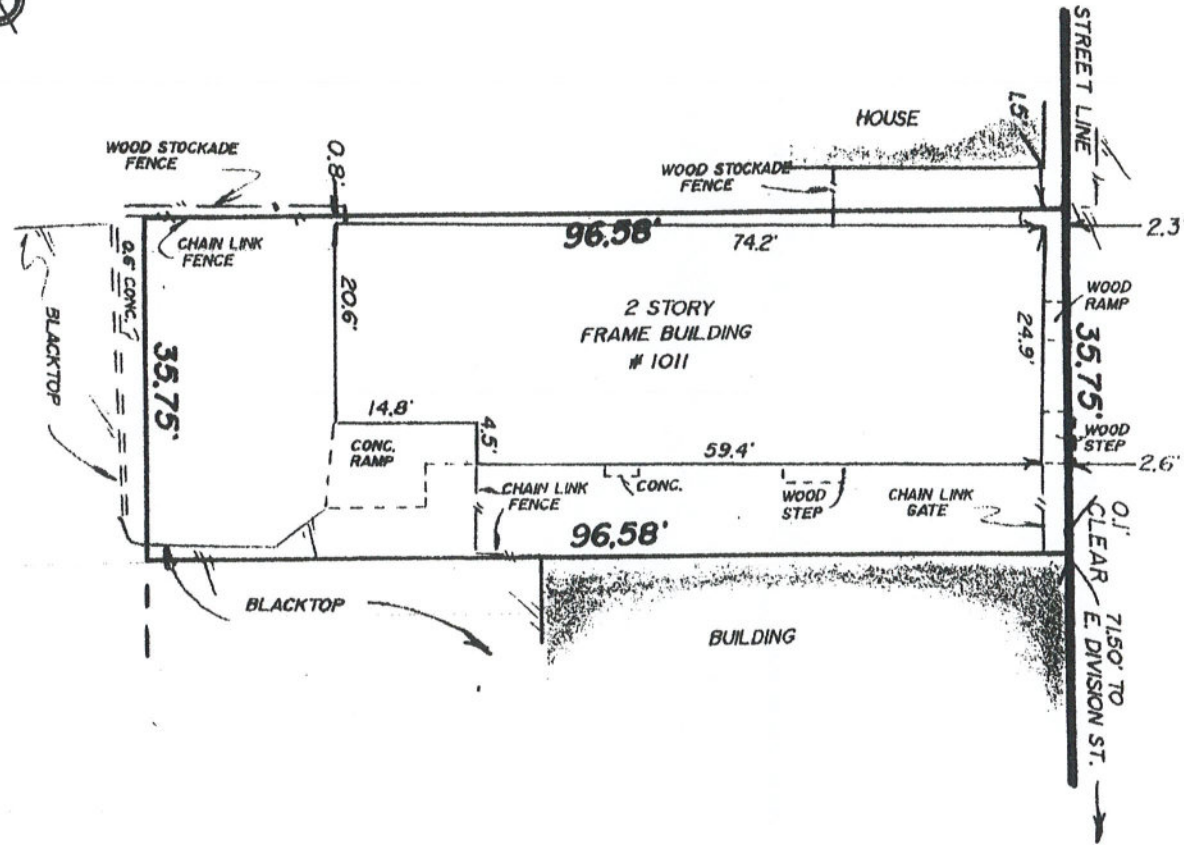 STREET LINE
HOUSE
1.5'
WOOD STOCKADE
FENCE
0.8'
WOOD STOCKADE
FENCE
96.58'
74.2'
2.3
CHAIN LINK
FENCE
0.6' CONC.
BLACKTOP
35.75'
20.6'
2 STORY
FRAME BUILDING
# 1011
24.9'
WOOD
RAMP
35.75'
14.8'
4.5'
CONC.
RAMP
59.4'
WOOD
STEP
2.6'
CHAIN LINK
FENCE
CONC.
WOOD
STEP
CHAIN LINK
GATE
96.58'
0.1'
CLEAR
71.50' TO
E. DIVISION ST.
BLACKTOP
BUILDING